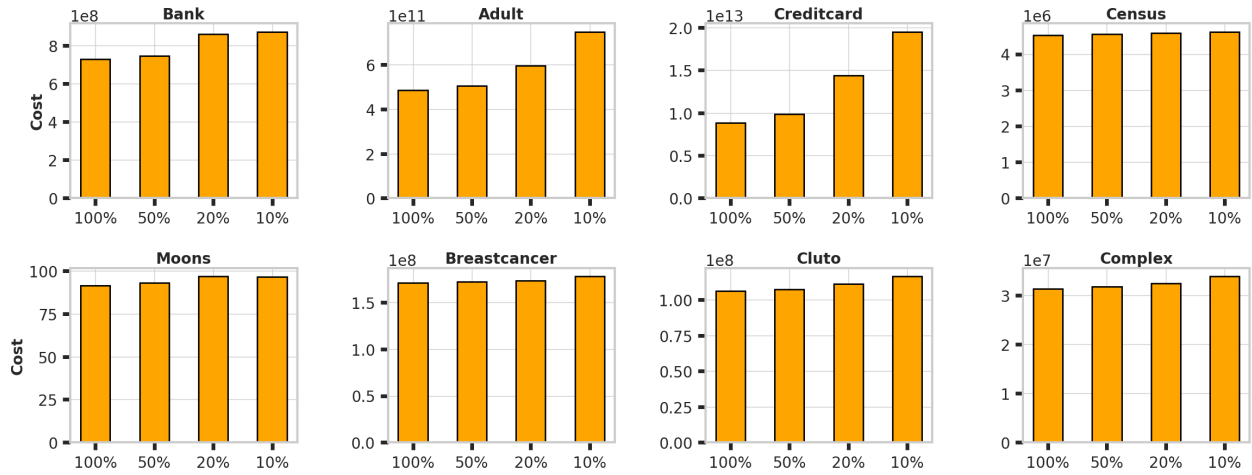 Bank
1e8
Cost
8
6
4
2
0
100% 50% 20% 10%
Adult
1e11
6
4
2
0
100% 50% 20% 10%
Creditcard
1e13
2.0
1.5
1.0
0.5
0.0
100% 50% 20% 10%
Census
1e6
4
3
2
1
0
100% 50% 20% 10%
Moons
Cost
100
75
50
25
0
100% 50% 20% 10%
Breastcancer
1e8
1.5
1.0
0.5
0.0
100% 50% 20% 10%
Cluto
1e8
1.00
0.75
0.50
0.25
0.00
100% 50% 20% 10%
Complex
1e7
3
2
1
0
100% 50% 20% 10%